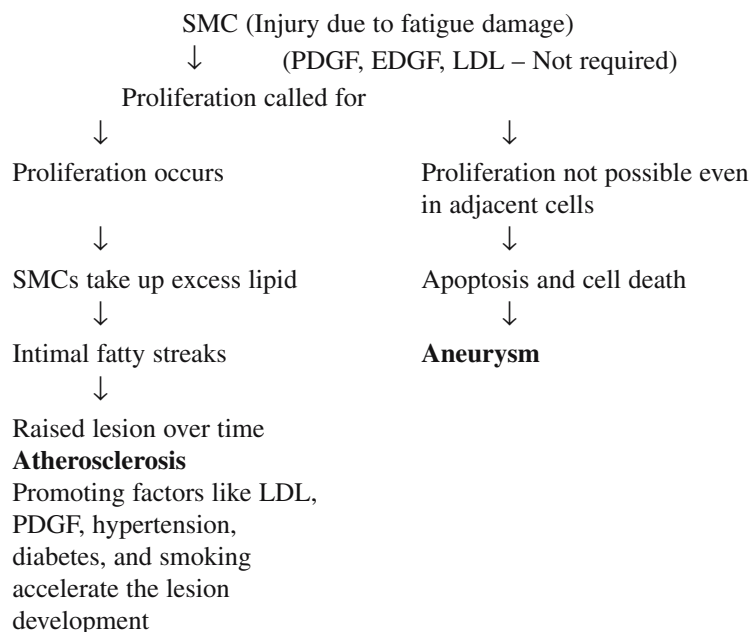 SMC (Injury due to fatigue damage)
↓ (PDGF, EDGF, LDL – Not required)
Proliferation called for
↓ ↓
Proliferation occurs Proliferation not possible even
in adjacent cells
↓ ↓
SMCs take up excess lipid Apoptosis and cell death
↓ ↓
Intimal fatty streaks Aneurysm
↓
Raised lesion over time
Atherosclerosis
Promoting factors like LDL,
PDGF, hypertension,
diabetes, and smoking
accelerate the lesion
development